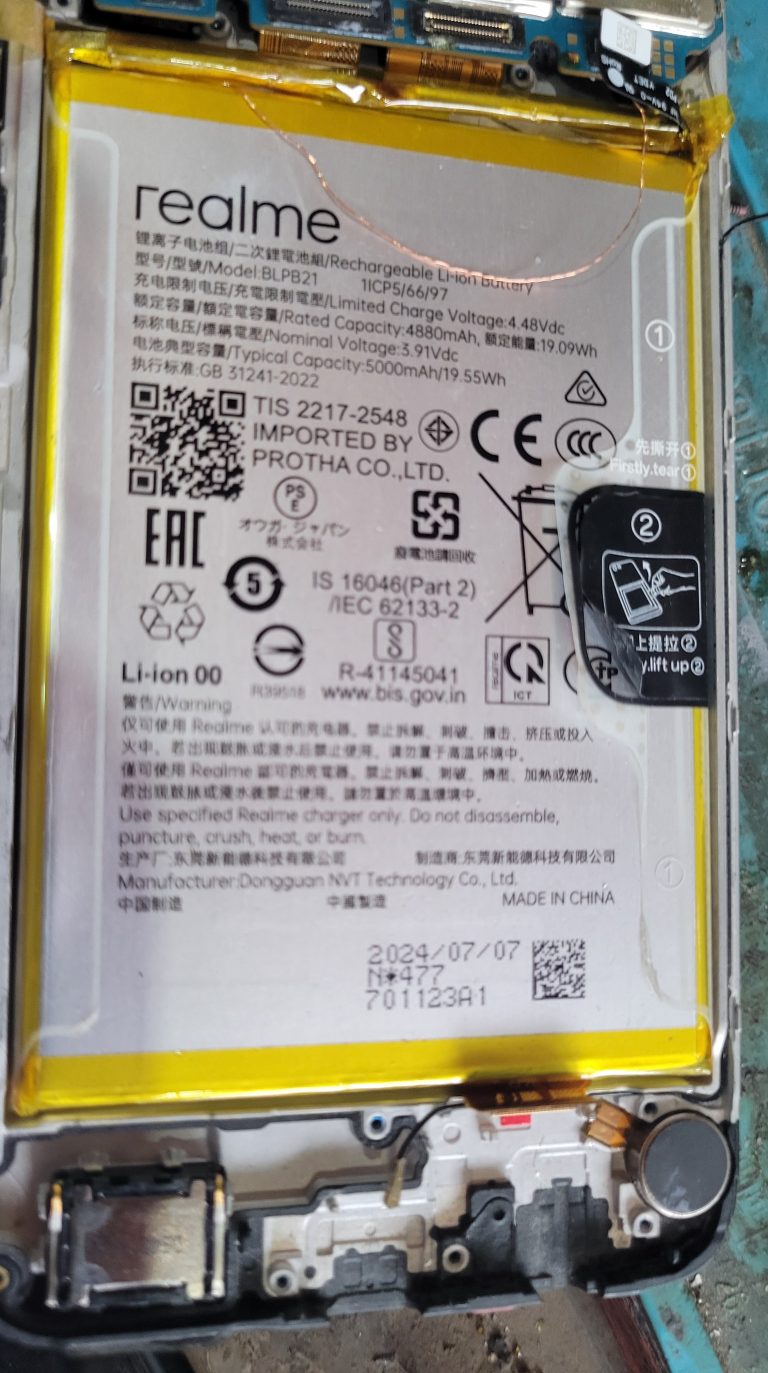 realme
锂离子电池组/二次鋰電池組/Rechargeable Li-ion Battery
型号/型號/Model:BLPB21 1ICP5/66/97
充电限制电压/充電限制電壓/Limited Charge Voltage:4.48Vdc
额定容量/額定電容量/Rated Capacity:4880mAh, 额定能量:19.09Wh
标称电压/標稱電壓/Nominal Voltage:3.91Vdc
电池典型容量/Typical Capacity:5000mAh/19.55Wh
执行标准:GB 31241-2022
①
TIS 2217-2548
IMPORTED BY
PROTHA CO.,LTD.
CE
CCC
先撕开①
Firstly.tear①
PS
E
オウガ・ジャパン
株式会社
廢電池請回收
②
EAC
5
IS 16046(Part 2)
/IEC 62133-2
上提拉②
y.lift up②
Li-ion 00
R-41145041
www.bis.gov.in
ICT
警告/Warning
仅可使用 Realme 认可的充电器。禁止拆解、刺破、撞击、挤压或投入
火中。若出现鼓胀或浸水后禁止使用。请勿置于高温环境中。
僅可使用 Realme 認可的充電器。禁止拆解、刺破、擠壓、加熱或燃燒。
若出現鼓脹或浸水後禁止使用。請勿置於高溫環境中。
Use specified Realme charger only. Do not disassemble,
puncture, crush, heat, or burn.
生产厂:东莞新能德科技有限公司 制造商:东莞新能德科技有限公司
Manufacturer:Dongguan NVT Technology Co., Ltd.
中国制造 中國製造 MADE IN CHINA
①
2024/07/07
N*477
701123A1